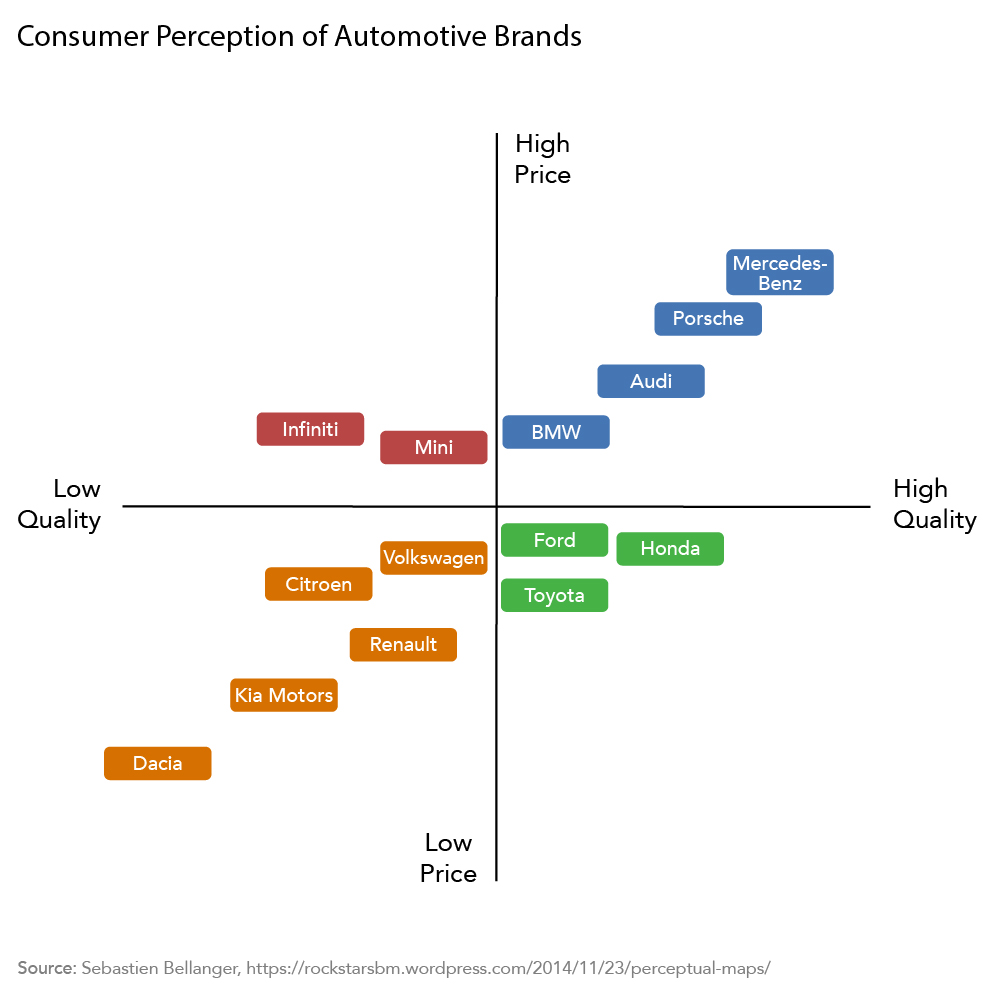 Consumer Perception of Automotive Brands
High
Price
Mercedes-
Benz
Porsche
Audi
Infiniti
Mini
BMW
Low
Quality
High
Quality
Ford
Honda
Volkswagen
Citroen
Toyota
Renault
Kia Motors
Dacia
Low
Price
Source: Sebastien Bellanger, https://rockstarsbm.wordpress.com/2014/11/23/perceptual-maps/